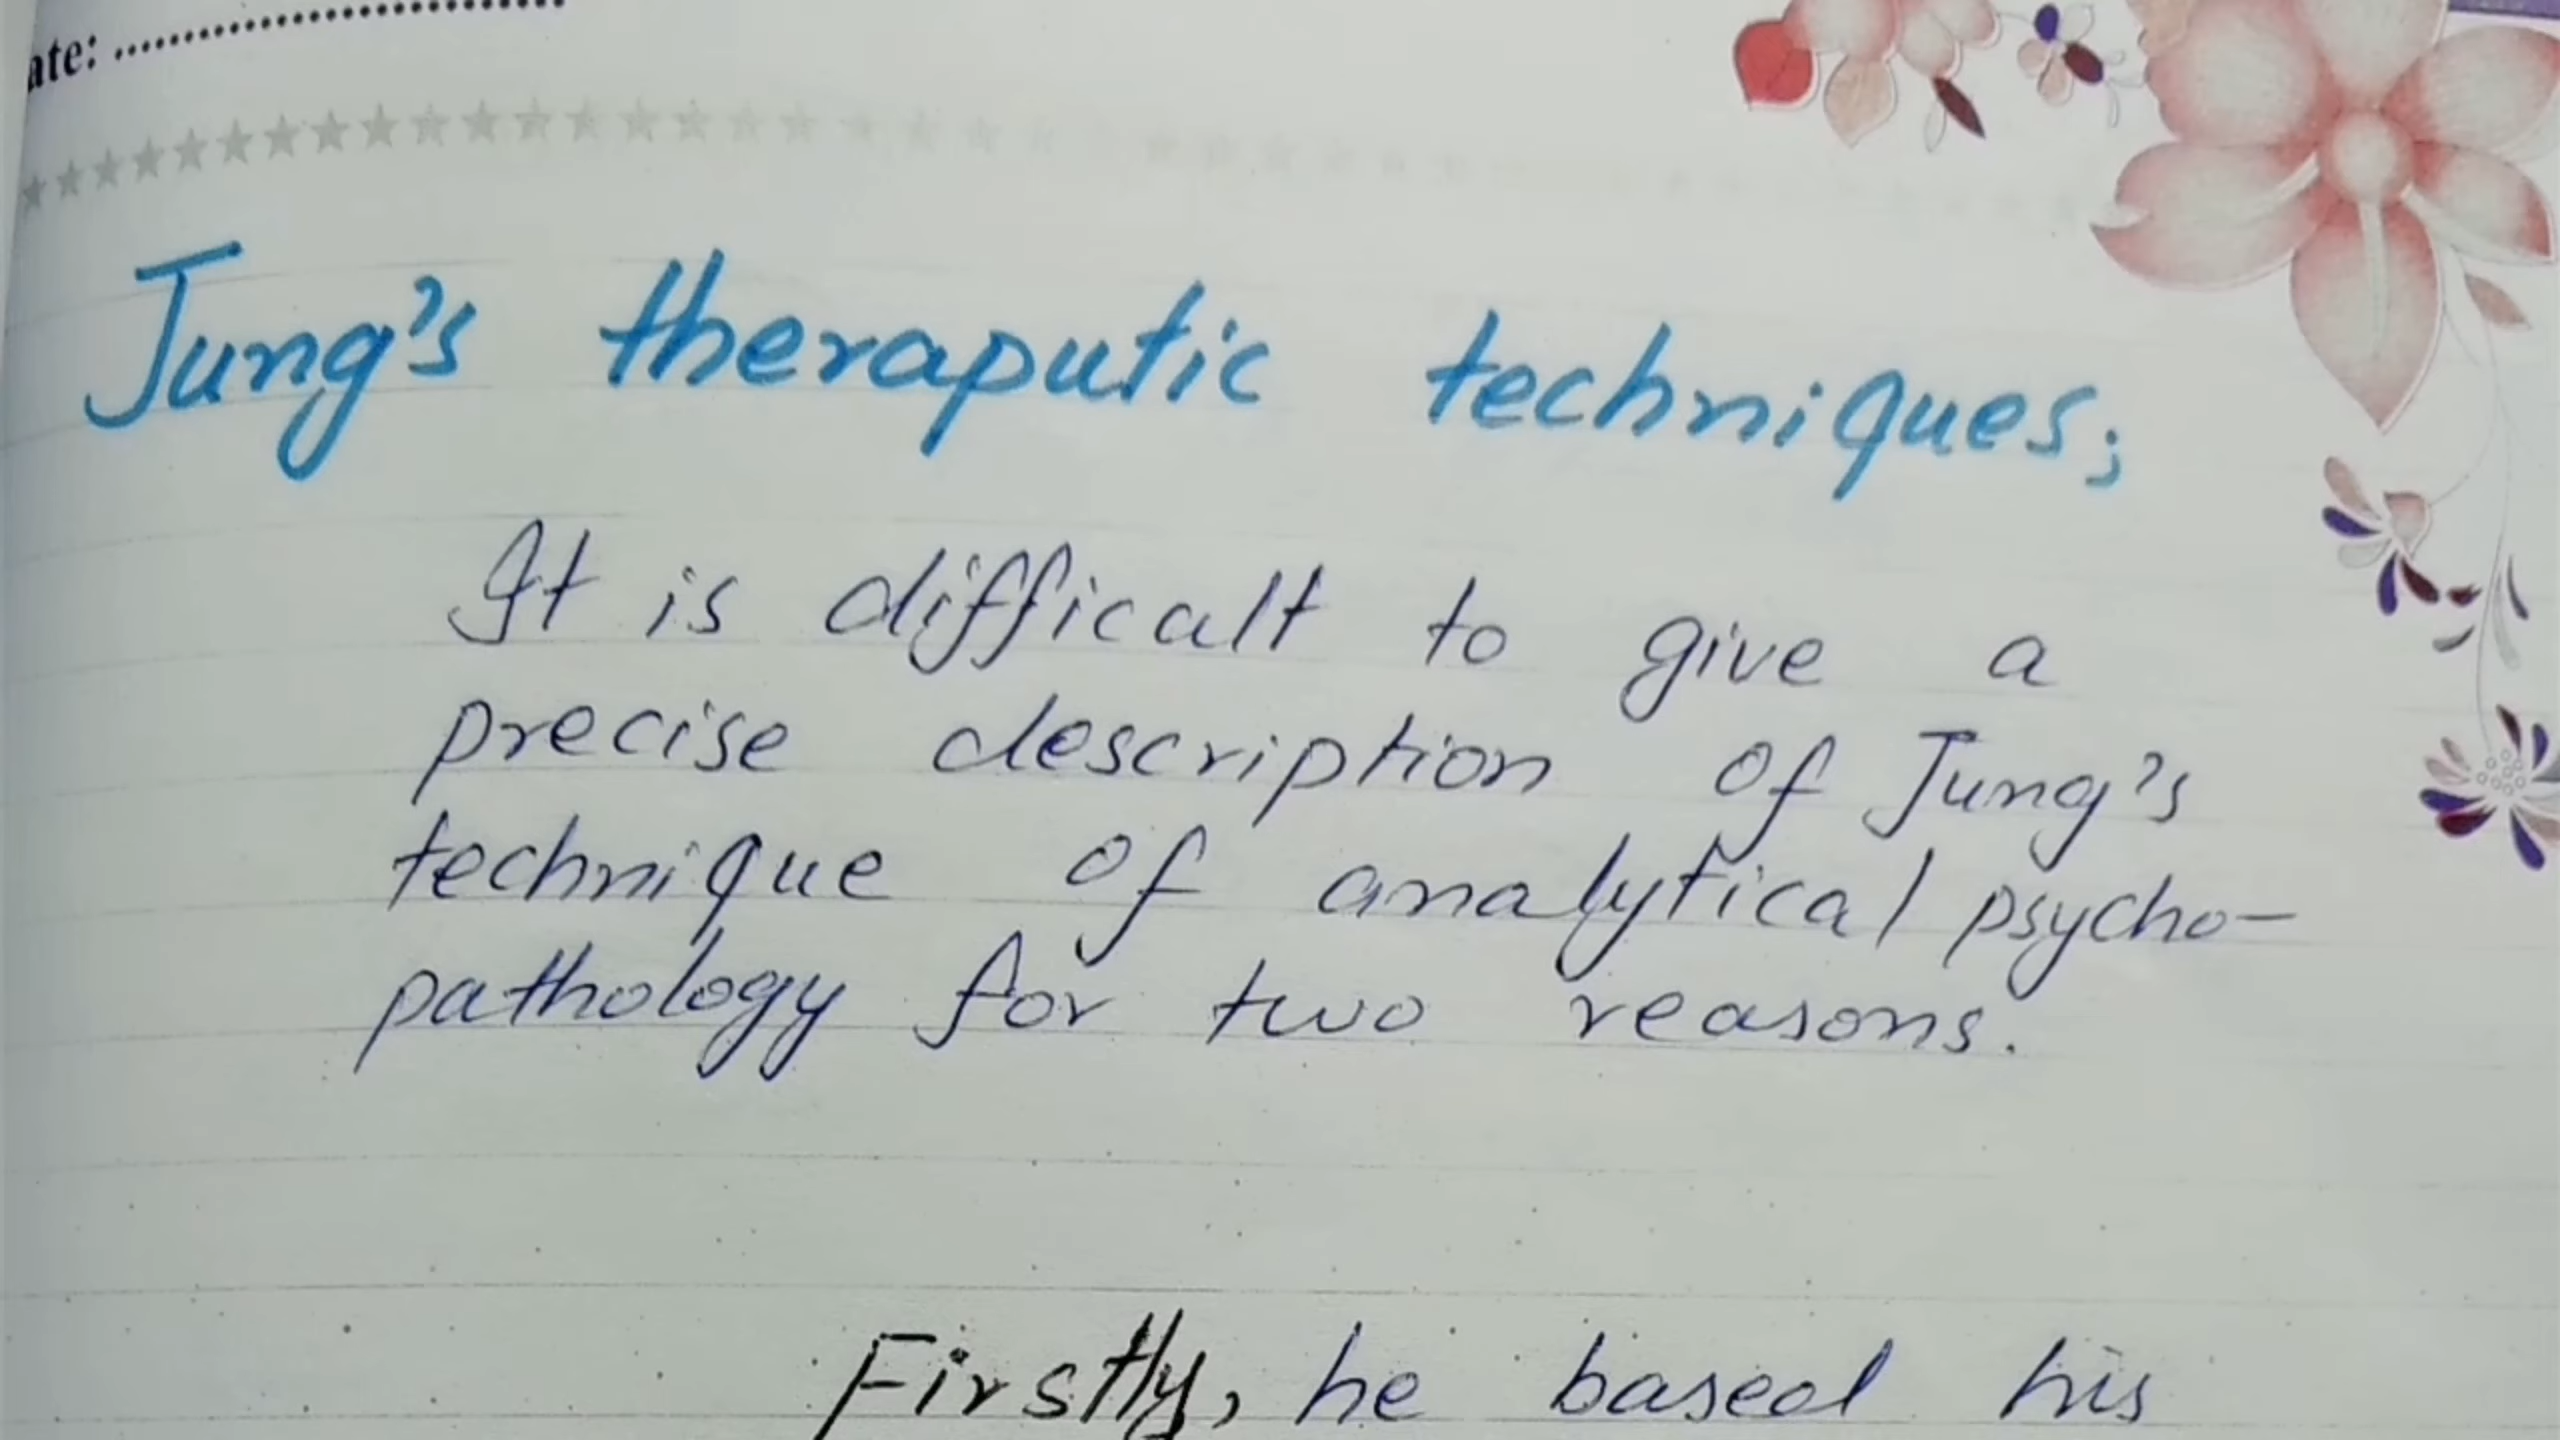 ate: ................................
Jung's theraputic techniques;
It is difficalt to give a
precise description of Jung's
technique of analytical psycho-
pathology for two reasons.
Firstly, he based his